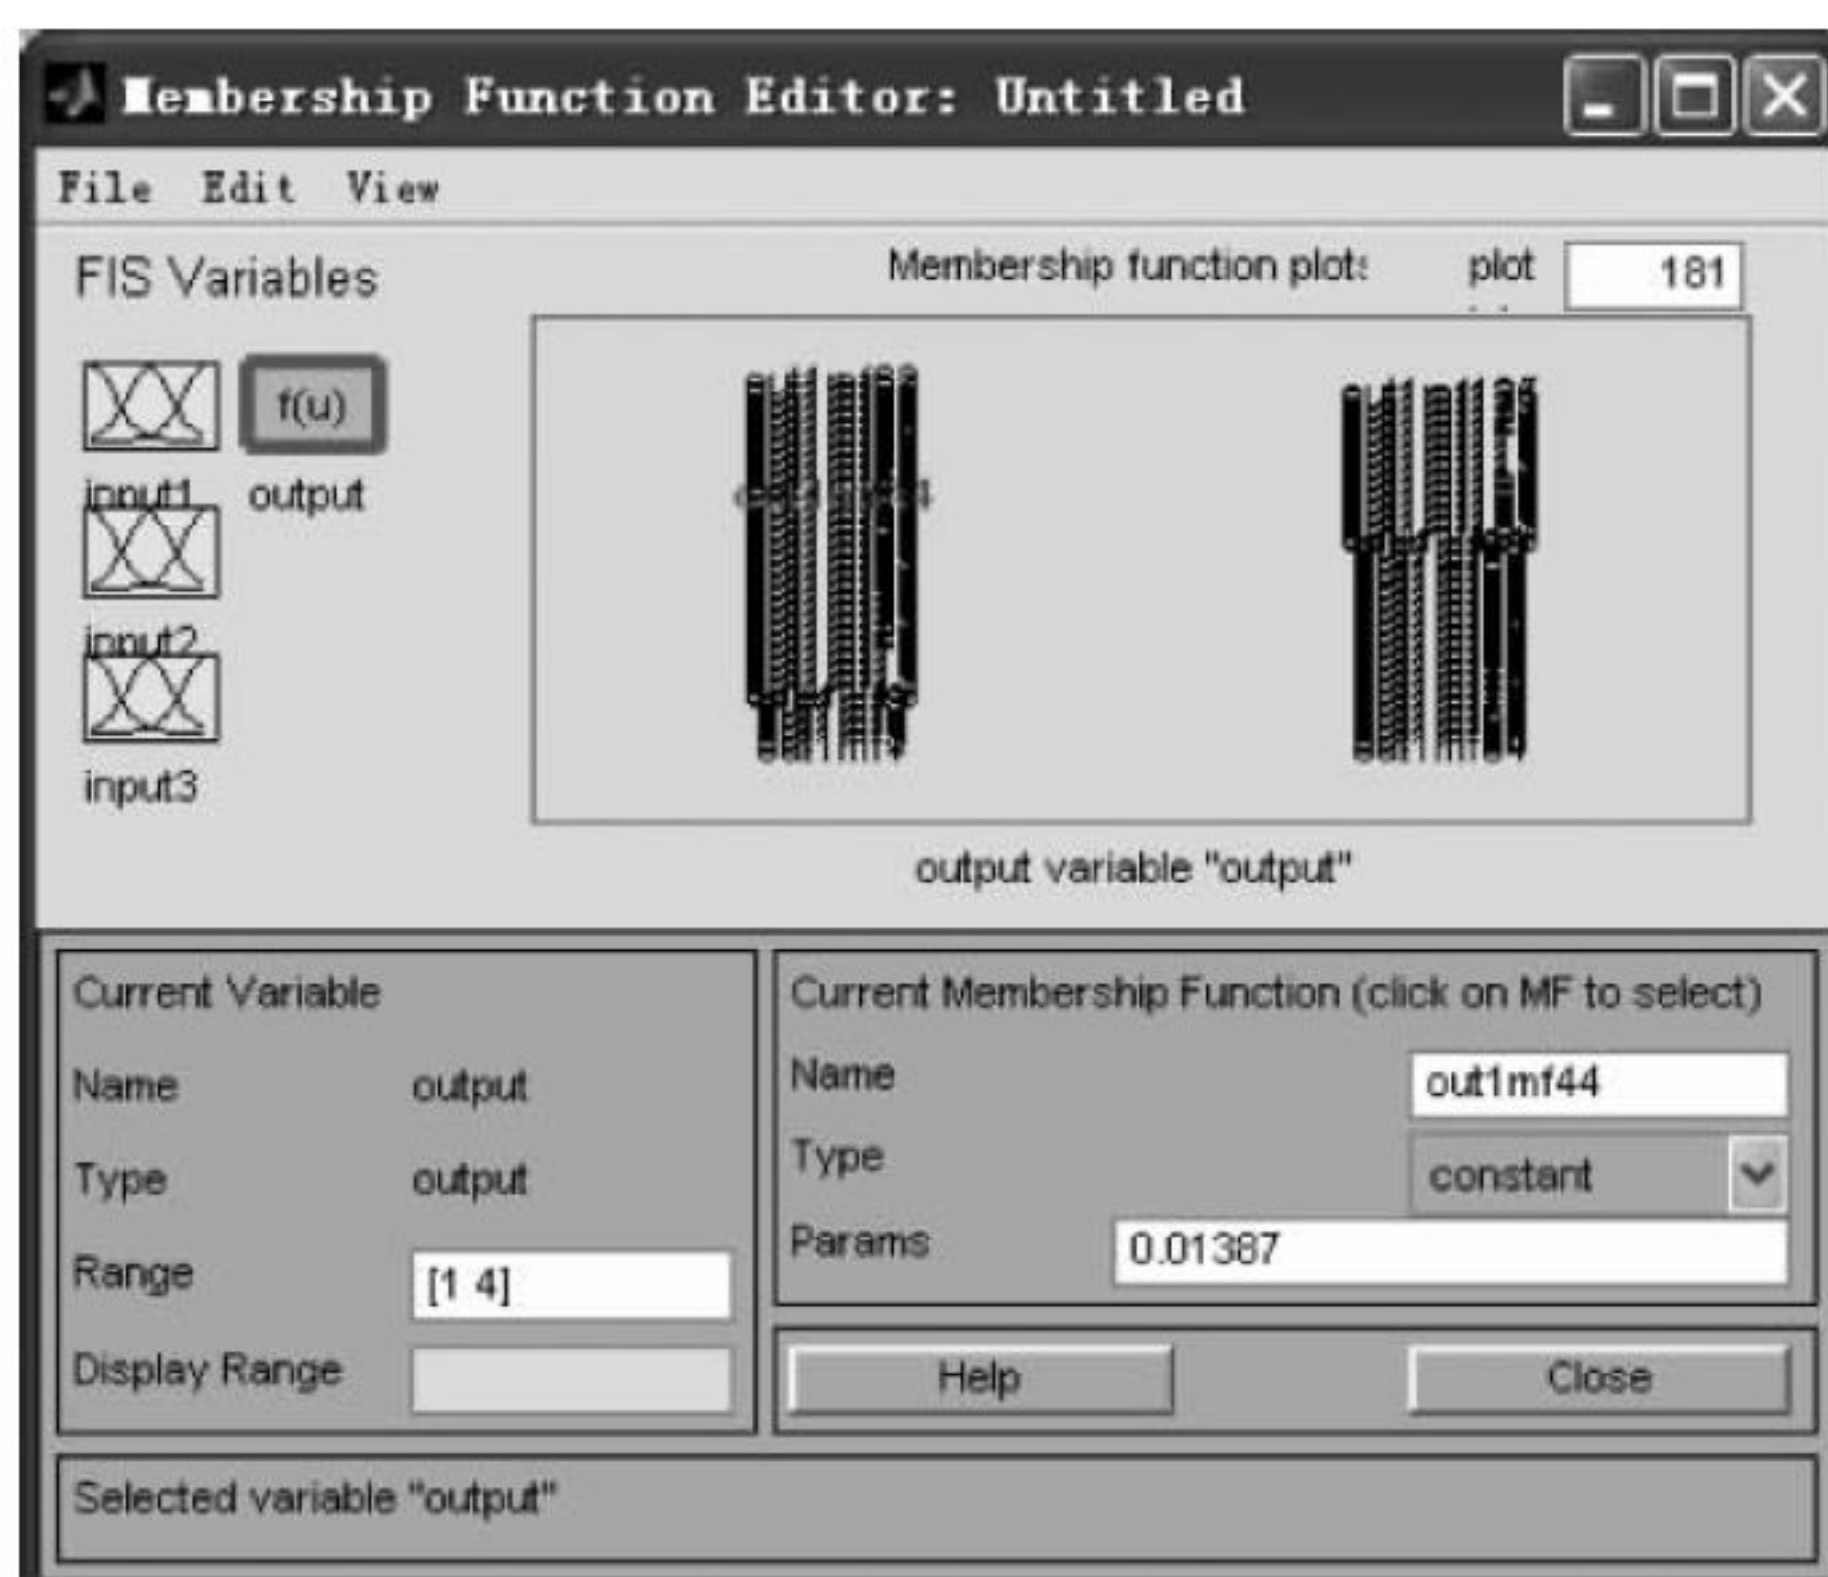 Membership Function Editor: Untitled
File Edit View
FIS Variables
Membership function plots plot
181
f(u)
input1 output
input2
input3
output variable "output"
Current Variable
Name output
Type output
Range [1 4]
Display Range
Current Membership Function (click on MF to select)
Name out1mf44
Type constant
Params 0.01387
Help Close
Selected variable "output"